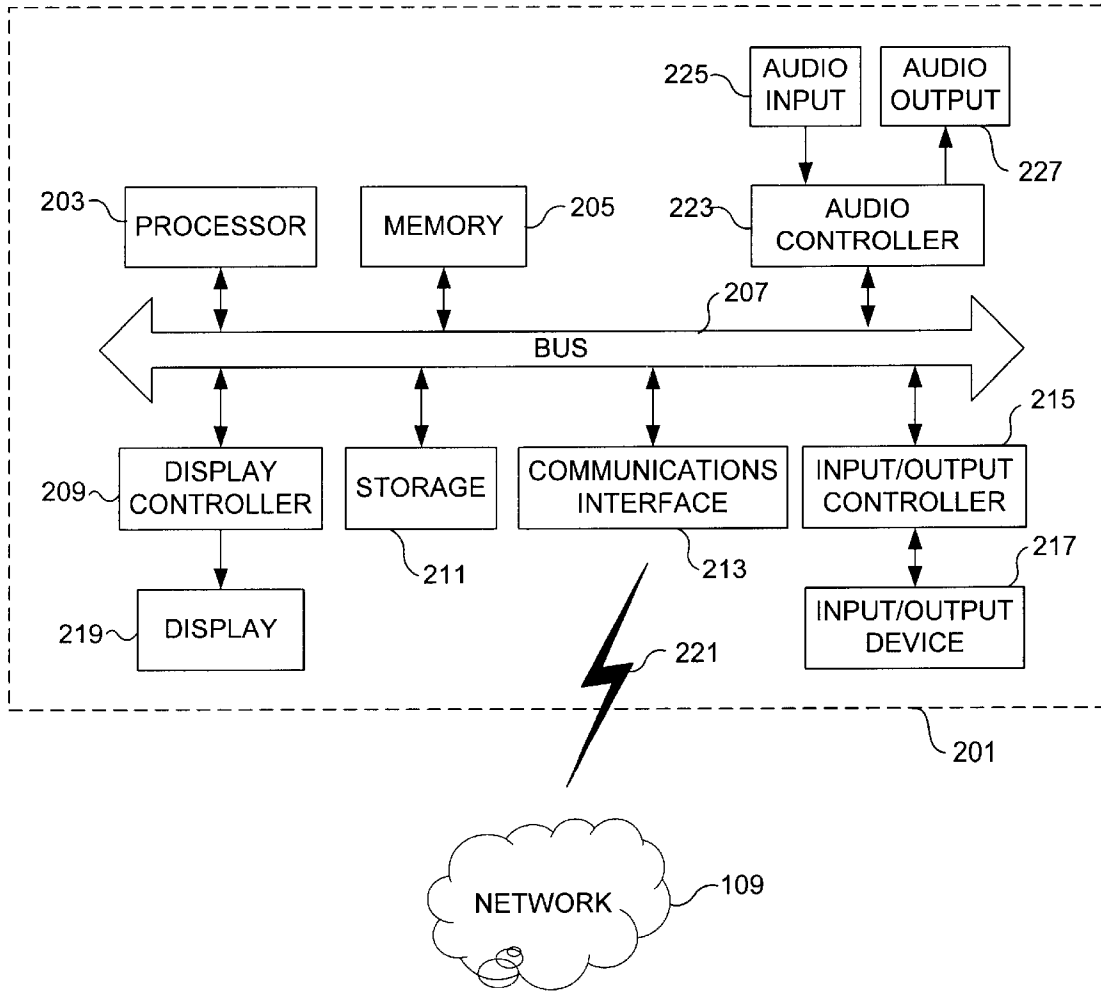 225
AUDIO
INPUT
AUDIO
OUTPUT
227
203
PROCESSOR
MEMORY
205
223
AUDIO
CONTROLLER
207
BUS
215
209
DISPLAY
CONTROLLER
STORAGE
COMMUNICATIONS
INTERFACE
INPUT/OUTPUT
CONTROLLER
211
213
217
219
DISPLAY
INPUT/OUTPUT
DEVICE
221
201
NETWORK
109